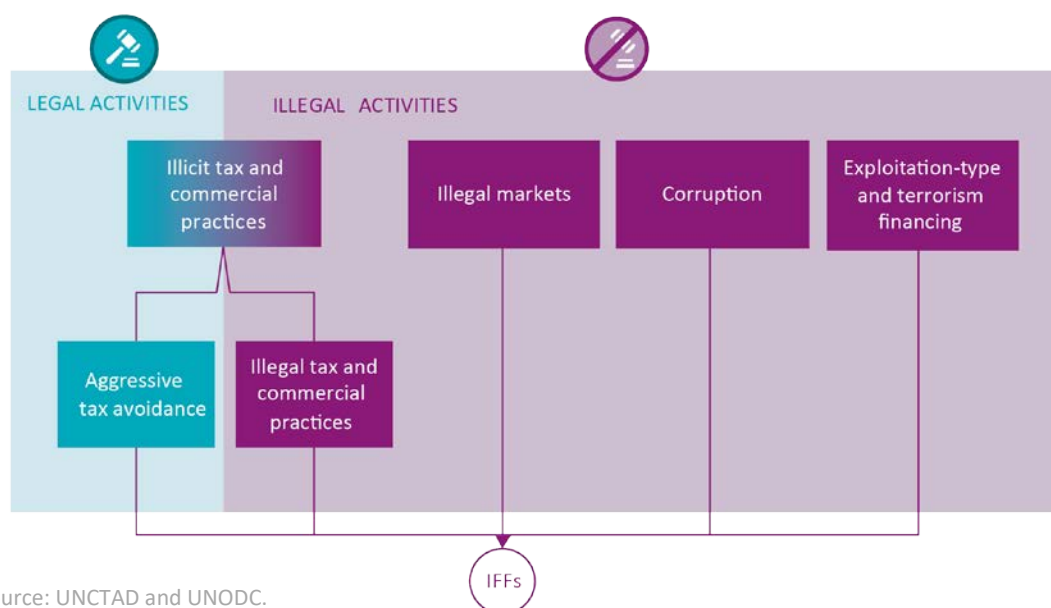 LEGAL ACTIVITIES
ILLEGAL ACTIVITIES
Illicit tax and
commercial
practices
Illegal markets
Corruption
Exploitation-type
and terrorism
financing
Aggressive
tax avoidance
Illegal tax and
commercial
practices
IFFs
urce: UNCTAD and UNODC.